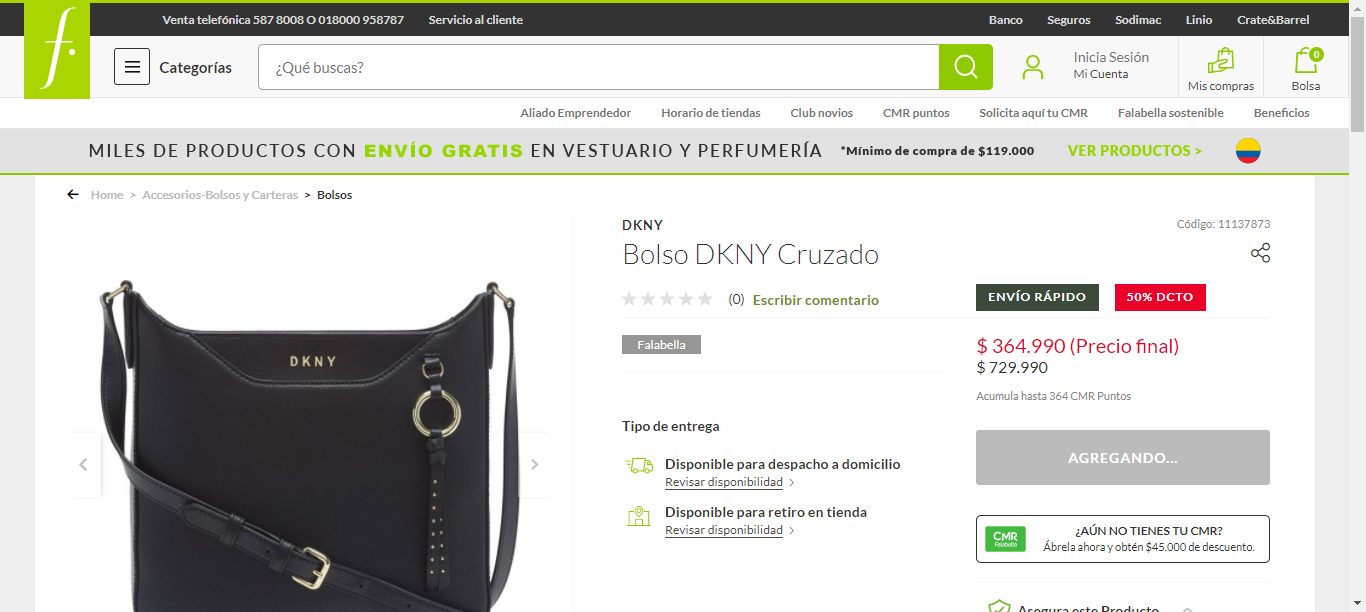 Venta telefónica 587 8008 O 018000 958787 Servicio al cliente Banco Seguros Sodimac Linio Crate&Barrel
f.
Categorías ¿Qué buscas? Inicia Sesión
Mi Cuenta
Mis compras
0
Bolsa
Aliado Emprendedor Horario de tiendas Club novios CMR puntos Solicita aquí tu CMR Falabella sostenible Beneficios
MILES DE PRODUCTOS CON ENVÍO GRATIS EN VESTUARIO Y PERFUMERÍA *Mínimo de compra de $119.000 VER PRODUCTOS >
Home > Accesorios-Bolsos y Carteras > Bolsos
DKNY
DKNY
Código: 11137873
Bolso DKNY Cruzado
(0) Escribir comentario
ENVÍO RÁPIDO 50% DCTO
Falabella
$ 364.990 (Precio final)
$ 729.990
Acumula hasta 364 CMR Puntos
Tipo de entrega
Disponible para despacho a domicilio
Revisar disponibilidad >
Disponible para retiro en tienda
Revisar disponibilidad >
AGREGANDO...
CMR
Falabella
¿AÚN NO TIENES TU CMR?
Ábrela ahora y obtén $45.000 de descuento.
Asegura este Producto